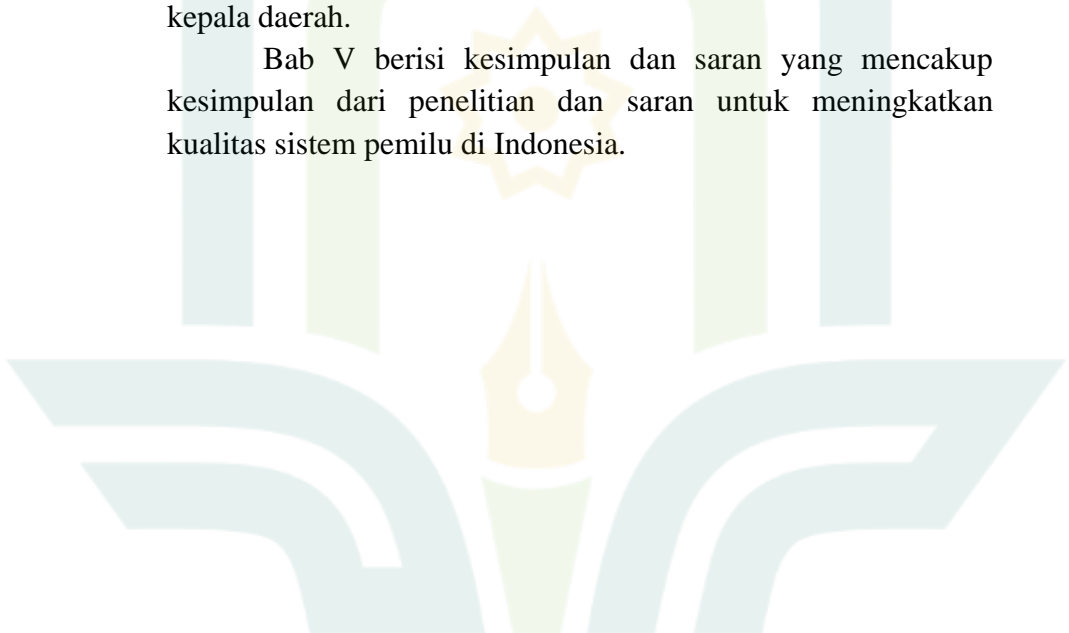 kepala daerah.
Bab V berisi kesimpulan dan saran yang mencakup
kesimpulan dari penelitian dan saran untuk meningkatkan
kualitas sistem pemilu di Indonesia.